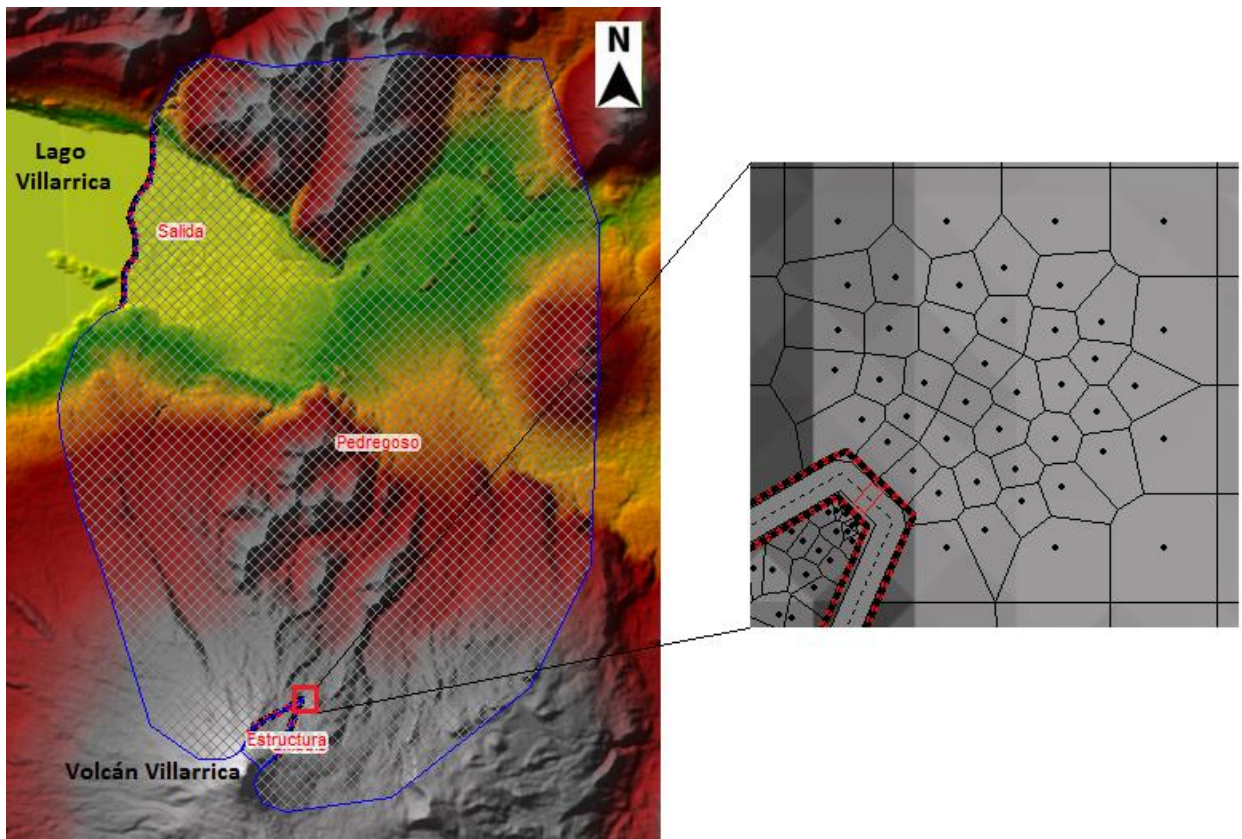 N
Lago
Villarrica
Salida
Pedregoso
Estructura
Volcán Villarrica